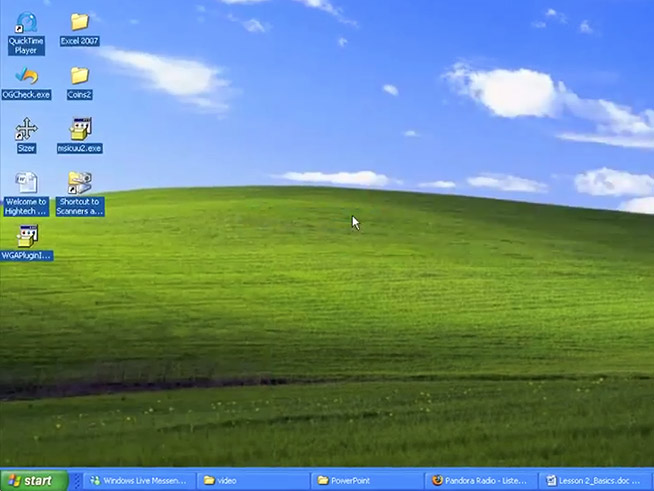 QuickTime
Player
Excel 2007
OGCheck.exe
Coins2
Sizer
msicuu2.exe
Welcome to
Hightech ...
Shortcut to
Scanners a...
WGAPluginI...
start
Windows Live Messen...
video
PowerPoint
Pandora Radio - Liste...
Lesson 2_Basics.doc ...